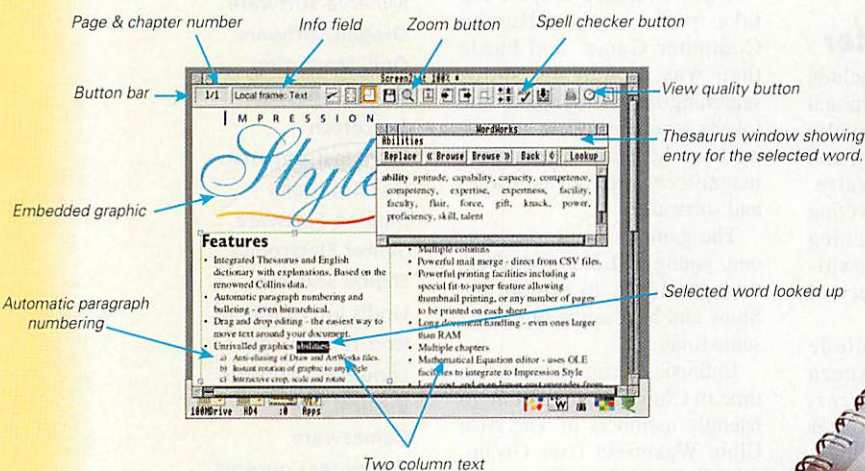 Page & chapter number
Info field
Zoom button
Spell checker button
Button bar
View quality button
Screen2 at 100%
1/1
Local frame: Text
IMPRESSION
Style
WordWorks
Abilities
Replace « Browse Browse » Back Lookup
ability aptitude, capability, capacity, competence,
competency, expertise, expertness, facility,
faculty, flair, force, gift, knack, power,
proficiency, skill, talent
Thesaurus window showing
entry for the selected word.
Embedded graphic
Features
• Integrated Thesaurus and English
dictionary with explanations. Based on the
renowned Collins data.
• Automatic paragraph numbering and
bulleting - even hierarchical.
• Drag and drop editing - the easiest way to
move text around your document.
• Unrivalled graphics abilities
a) Anti-aliasing of Draw and ArtWorks files.
b) Instant rotation of graphic to any angle
c) Interactive crop, scale and rotate
• Multiple columns
• Powerful mail merge - direct from CSV files.
• Powerful printing facilities including a
special fit-to-paper feature allowing
thumbnail printing, or any number of pages
to be printed on each sheet
• Long document handling - even ones larger
than RAM
• Multiple chapters
• Mathematical Equation editor - uses OLE
facilities to integrate to Impression Style
Automatic paragraph
numbering
Selected word looked up
100MDrive HD4 :0 Apps
Two column text